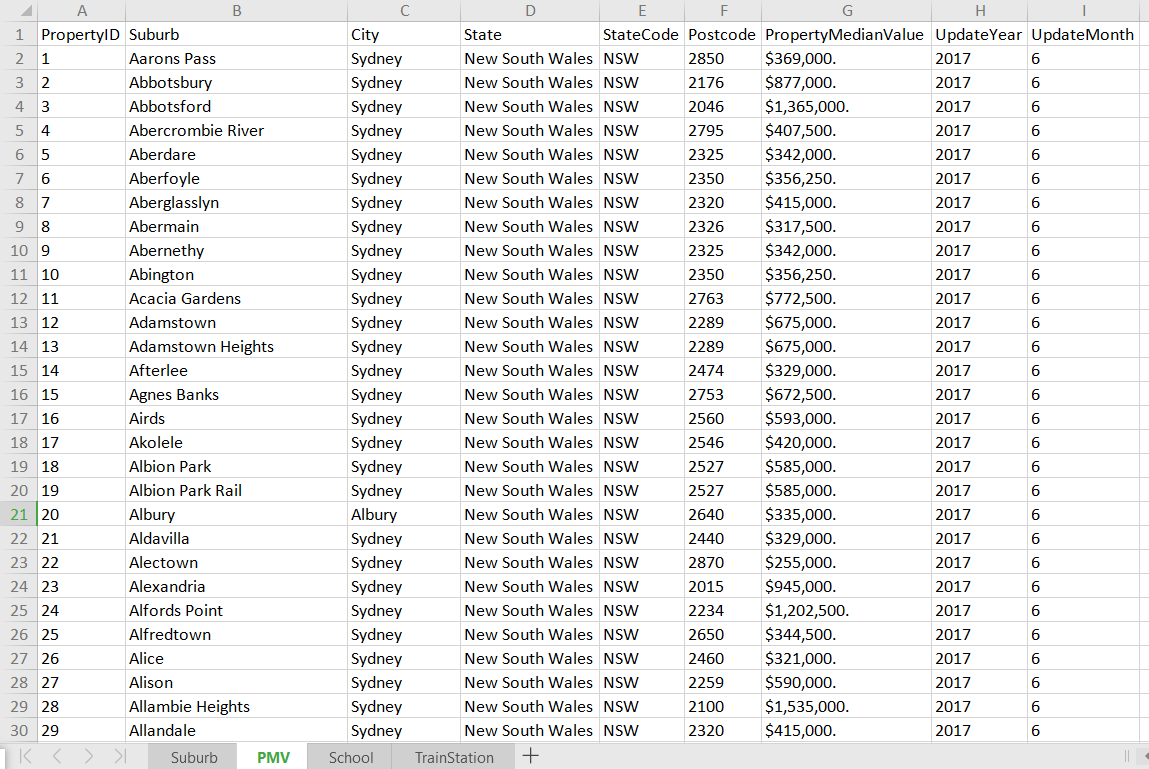 A B C D E F G H I
1 PropertyID Suburb City State StateCode Postcode PropertyMedianValue UpdateYear UpdateMonth
2 1 Aarons Pass Sydney New South Wales NSW 2850 $369,000. 2017 6
3 2 Abbotsbury Sydney New South Wales NSW 2176 $877,000. 2017 6
4 3 Abbotsford Sydney New South Wales NSW 2046 $1,365,000. 2017 6
5 4 Abercrombie River Sydney New South Wales NSW 2795 $407,500. 2017 6
6 5 Aberdare Sydney New South Wales NSW 2325 $342,000. 2017 6
7 6 Aberfoyle Sydney New South Wales NSW 2350 $356,250. 2017 6
8 7 Aberglasslyn Sydney New South Wales NSW 2320 $415,000. 2017 6
9 8 Abermain Sydney New South Wales NSW 2326 $317,500. 2017 6
10 9 Abernethy Sydney New South Wales NSW 2325 $342,000. 2017 6
11 10 Abington Sydney New South Wales NSW 2350 $356,250. 2017 6
12 11 Acacia Gardens Sydney New South Wales NSW 2763 $772,500. 2017 6
13 12 Adamstown Sydney New South Wales NSW 2289 $675,000. 2017 6
14 13 Adamstown Heights Sydney New South Wales NSW 2289 $675,000. 2017 6
15 14 Afterlee Sydney New South Wales NSW 2474 $329,000. 2017 6
16 15 Agnes Banks Sydney New South Wales NSW 2753 $672,500. 2017 6
17 16 Airds Sydney New South Wales NSW 2560 $593,000. 2017 6
18 17 Akolele Sydney New South Wales NSW 2546 $420,000. 2017 6
19 18 Albion Park Sydney New South Wales NSW 2527 $585,000. 2017 6
20 19 Albion Park Rail Sydney New South Wales NSW 2527 $585,000. 2017 6
21 20 Albury Albury New South Wales NSW 2640 $335,000. 2017 6
22 21 Aldavilla Sydney New South Wales NSW 2440 $329,000. 2017 6
23 22 Alectown Sydney New South Wales NSW 2870 $255,000. 2017 6
24 23 Alexandria Sydney New South Wales NSW 2015 $945,000. 2017 6
25 24 Alfords Point Sydney New South Wales NSW 2234 $1,202,500. 2017 6
26 25 Alfredtown Sydney New South Wales NSW 2650 $344,500. 2017 6
27 26 Alice Sydney New South Wales NSW 2460 $321,000. 2017 6
28 27 Alison Sydney New South Wales NSW 2259 $590,000. 2017 6
29 28 Allambie Heights Sydney New South Wales NSW 2100 $1,535,000. 2017 6
30 29 Allandale Sydney New South Wales NSW 2320 $415,000. 2017 6
Suburb PMV School TrainStation